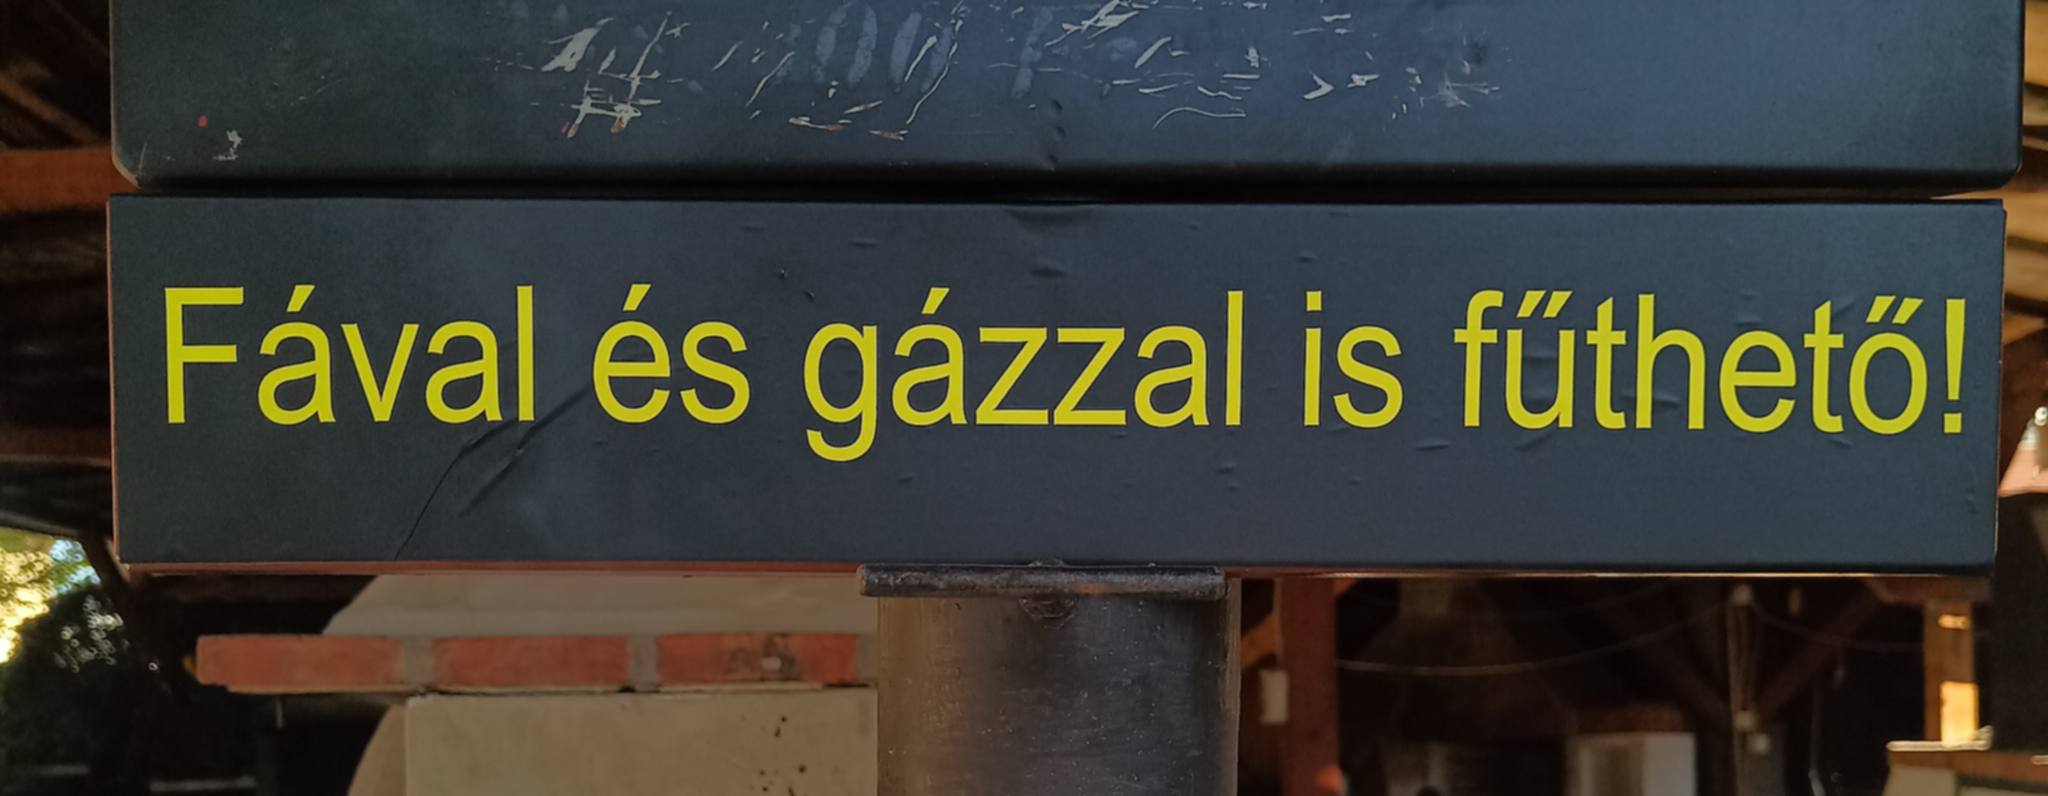 Fával és gázzal is fűthető!